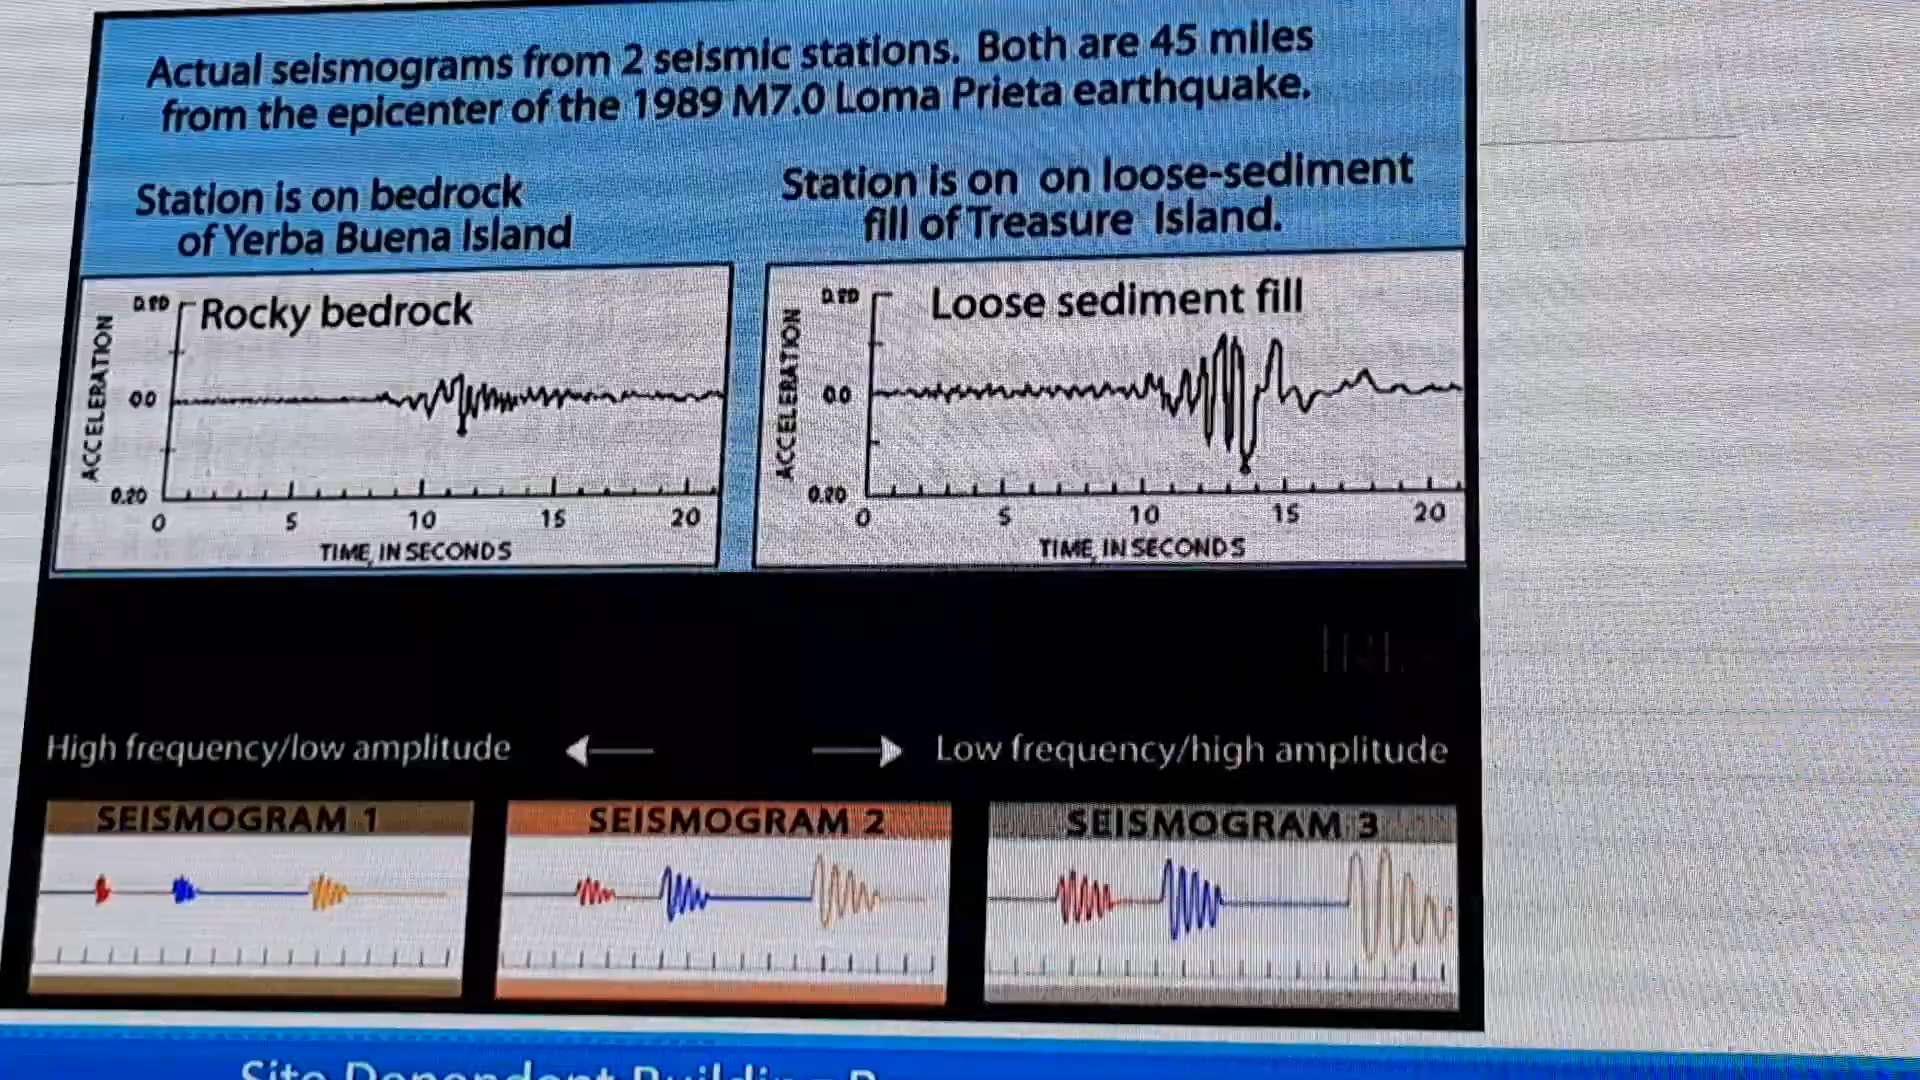 Actual seismograms from 2 seismic stations. Both are 45 miles
from the epicenter of the 1989 M7.0 Loma Prieta earthquake.
Station is on bedrock
of Yerba Buena Island
Station is on on loose-sediment
fill of Treasure Island.
Rocky bedrock
ACCELERATION
0.0
0.20
0 5 10 15 20
TIME, IN SECONDS
Loose sediment fill
ACCELERATION
0.0
0.20
0 5 10 15 20
TIME, IN SECONDS
High frequency/low amplitude
Low frequency/high amplitude
SEISMOGRAM 1
SEISMOGRAM 2
SEISMOGRAM 3
Site Dependent Building